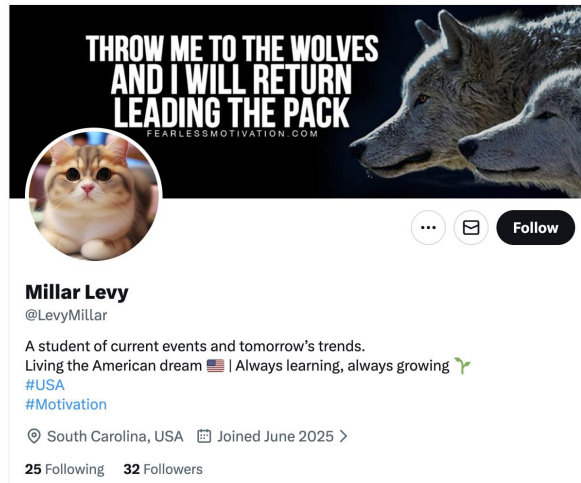 THROW ME TO THE WOLVES
AND I WILL RETURN
LEADING THE PACK
FEARLESSMOTIVATION.COM
Follow
Millar Levy
@LevyMillar
A student of current events and tomorrow’s trends.
Living the American dream 🇺🇸 | Always learning, always growing 🌱
#USA
#Motivation
South Carolina, USA Joined June 2025
25 Following 32 Followers